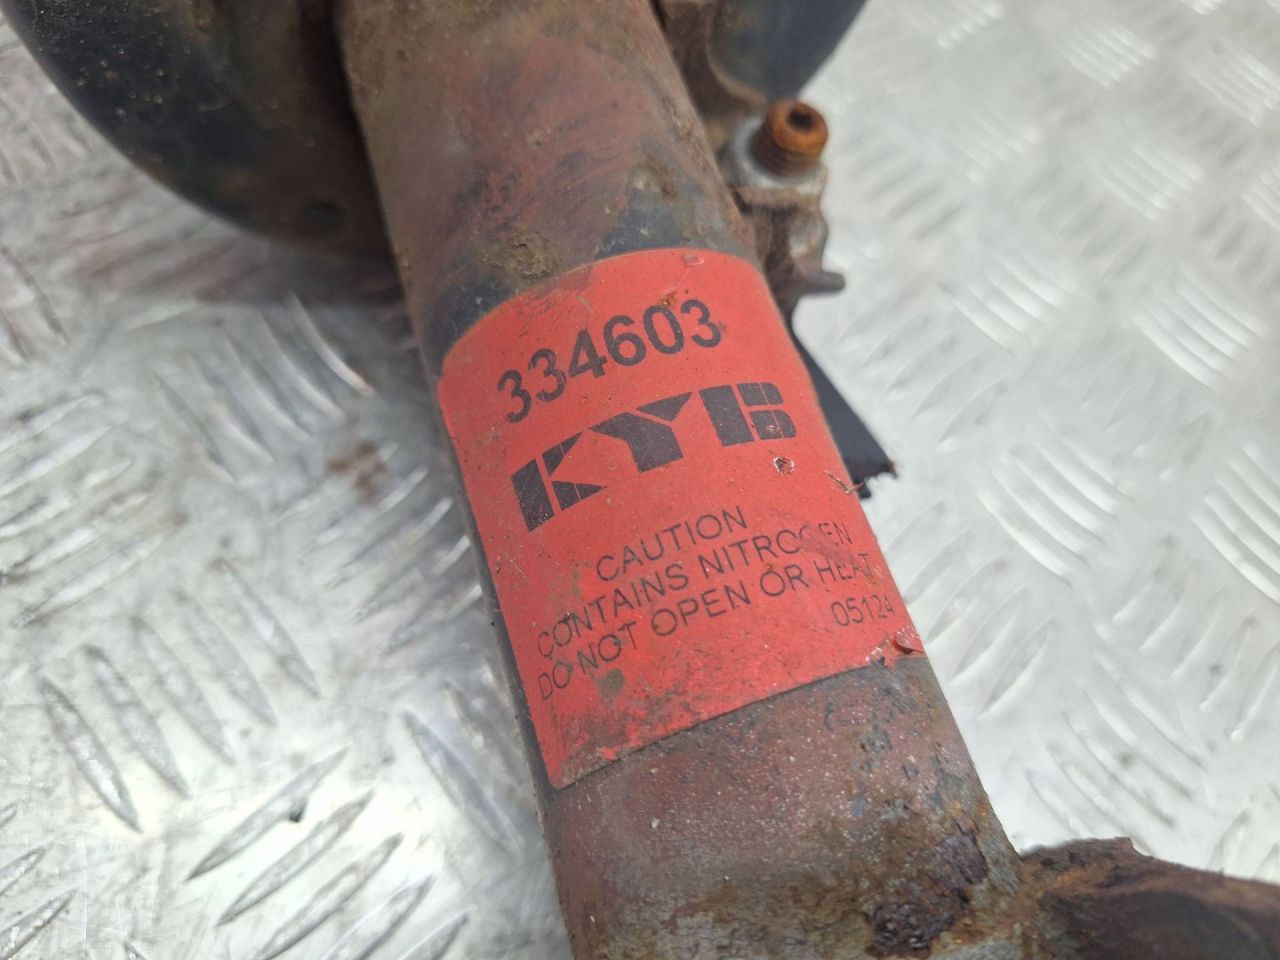 334603
KYB
CAUTION
CONTAINS NITROGEN
DO NOT OPEN OR HEAT
05124